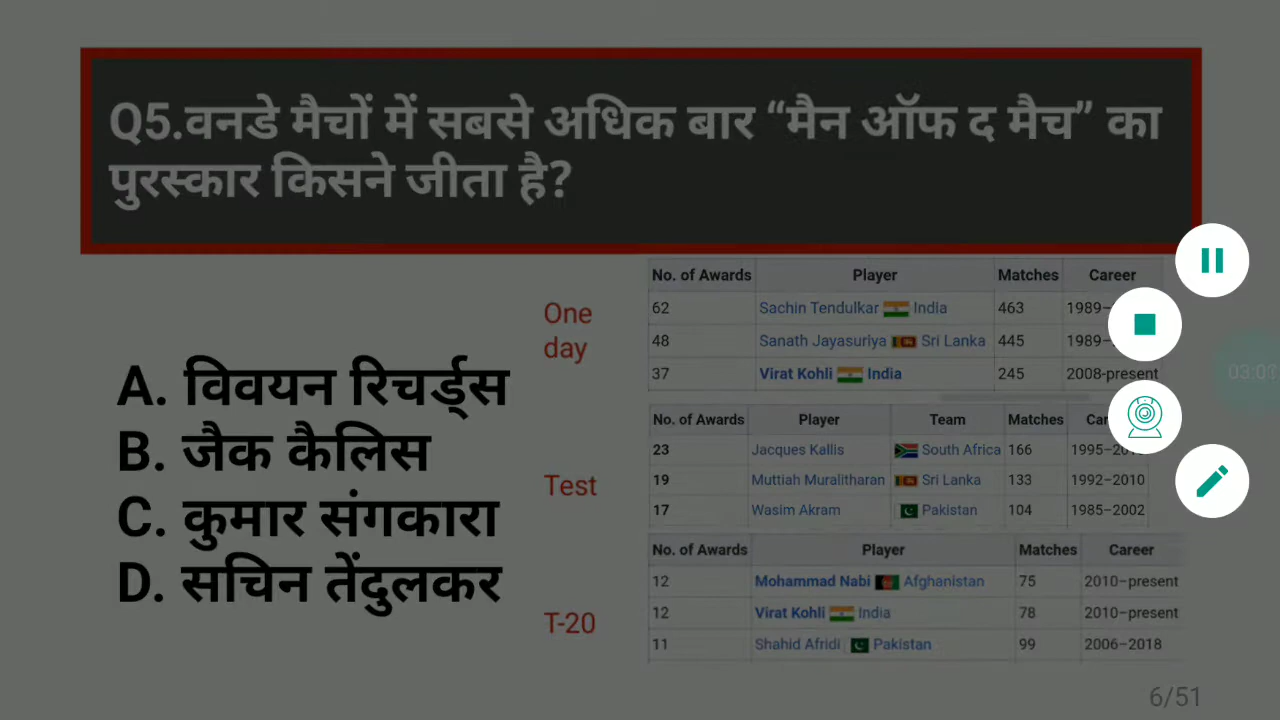 Q5.वनडे मैचों में सबसे अधिक बार “मैन ऑफ द मैच” का
पुरस्कार किसने जीता है?
A. विवयन रिचर्ड्स
B. जैक कैलिस
C. कुमार संगकारा
D. सचिन तेंदुलकर
One
day
No. of Awards Player Matches Career
62 Sachin Tendulkar India 463 1989–
48 Sanath Jayasuriya Sri Lanka 445 1989–
37 Virat Kohli India 245 2008-present
Test
No. of Awards Player Team Matches
23 Jacques Kallis South Africa 166
19 Muttiah Muralitharan Sri Lanka 133 1992–2010
17 Wasim Akram Pakistan 104 1985–2002
T-20
No. of Awards Player Matches Career
12 Mohammad Nabi Afghanistan 75 2010–present
12 Virat Kohli India 78 2010–present
11 Shahid Afridi Pakistan 99 2006–2018
6/51